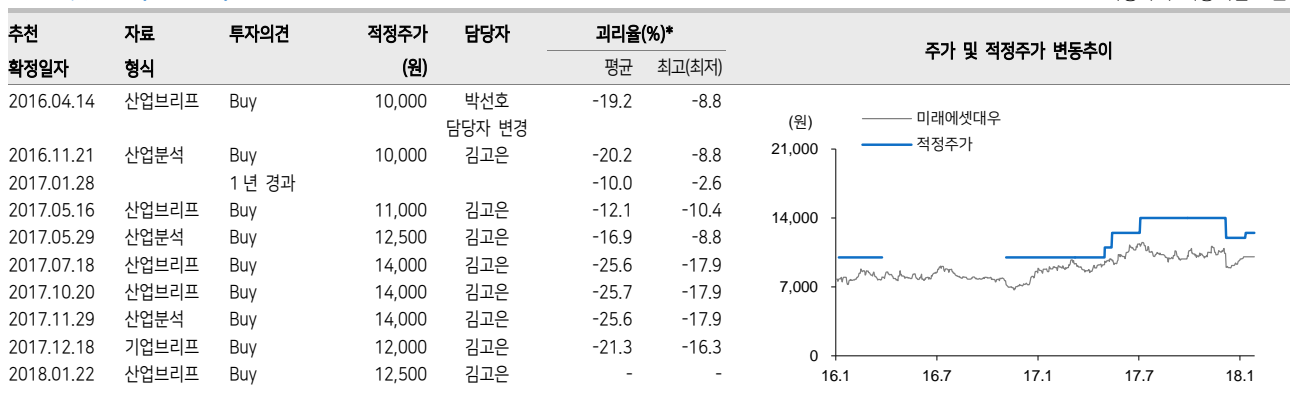 추천 자료 투자의견 적정주가 담당자 괴리율(%)* 주가 및 적정주가 변동추이
확정일자 형식 (원) 평균 최고(최저)
2016.04.14 산업브리프 Buy 10,000 박선호 -19.2 -8.8
담당자 변경
2016.11.21 산업분석 Buy 10,000 김고은 -20.2 -8.8
2017.01.28 1년 경과 -10.0 -2.6
2017.05.16 산업브리프 Buy 11,000 김고은 -12.1 -10.4
2017.05.29 산업분석 Buy 12,500 김고은 -16.9 -8.8
2017.07.18 산업브리프 Buy 14,000 김고은 -25.6 -17.9
2017.10.20 산업브리프 Buy 14,000 김고은 -25.7 -17.9
2017.11.29 산업분석 Buy 14,000 김고은 -25.6 -17.9
2017.12.18 기업브리프 Buy 12,000 김고은 -21.3 -16.3
2018.01.22 산업브리프 Buy 12,500 김고은 - -
(원)
미래에셋대우
적정주가
21,000
14,000
7,000
0
16.1 16.7 17.1 17.7 18.1